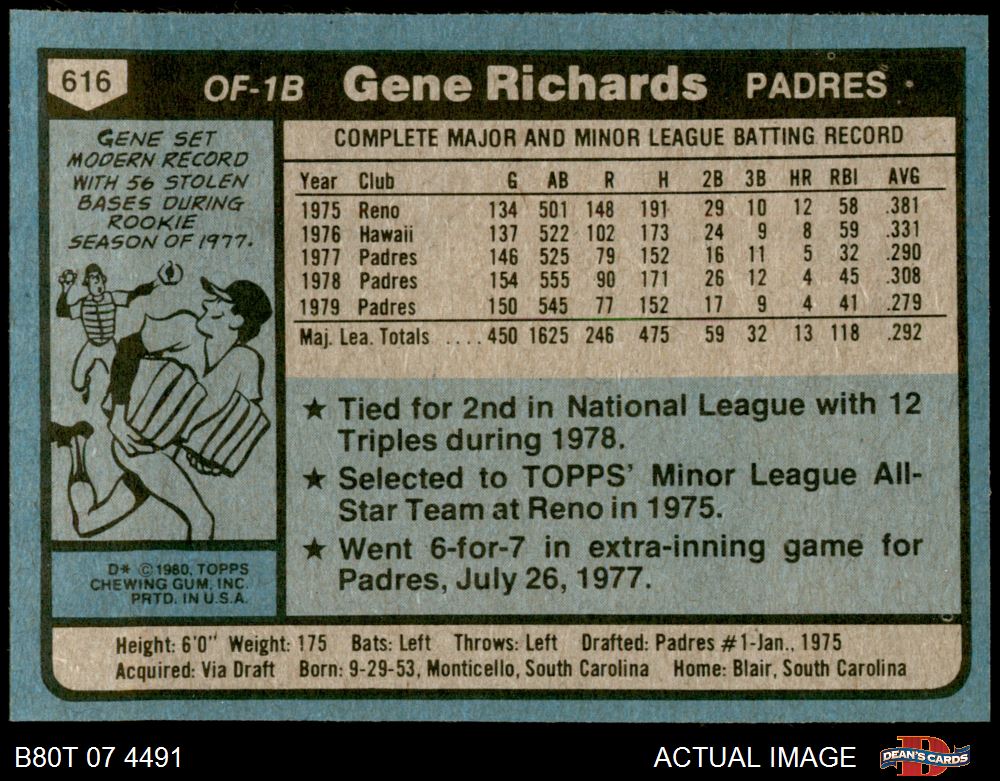 616
OF-1B Gene Richards PADRES
GENE SET
MODERN RECORD
WITH 56 STOLEN
BASES DURING
ROOKIE
SEASON OF 1977.
D* © 1980, TOPPS
CHEWING GUM, INC.
PRTD. IN U.S.A.
COMPLETE MAJOR AND MINOR LEAGUE BATTING RECORD
Year Club G AB R H 2B 3B HR RBI AVG
1975 Reno 134 501 148 191 29 10 12 58 .381
1976 Hawaii 137 522 102 173 24 9 8 59 .331
1977 Padres 146 525 79 152 16 11 5 32 .290
1978 Padres 154 555 90 171 26 12 4 45 .308
1979 Padres 150 545 77 152 17 9 4 41 .279
Maj. Lea. Totals .... 450 1625 246 475 59 32 13 118 .292
★ Tied for 2nd in National League with 12
Triples during 1978.
★ Selected to TOPPS' Minor League All-
Star Team at Reno in 1975.
★ Went 6-for-7 in extra-inning game for
Padres, July 26, 1977.
Height: 6'0" Weight: 175 Bats: Left Throws: Left Drafted: Padres #1-Jan., 1975
Acquired: Via Draft Born: 9-29-53, Monticello, South Carolina Home: Blair, South Carolina
B80T 07 4491 ACTUAL IMAGE DEAN'S CARDS